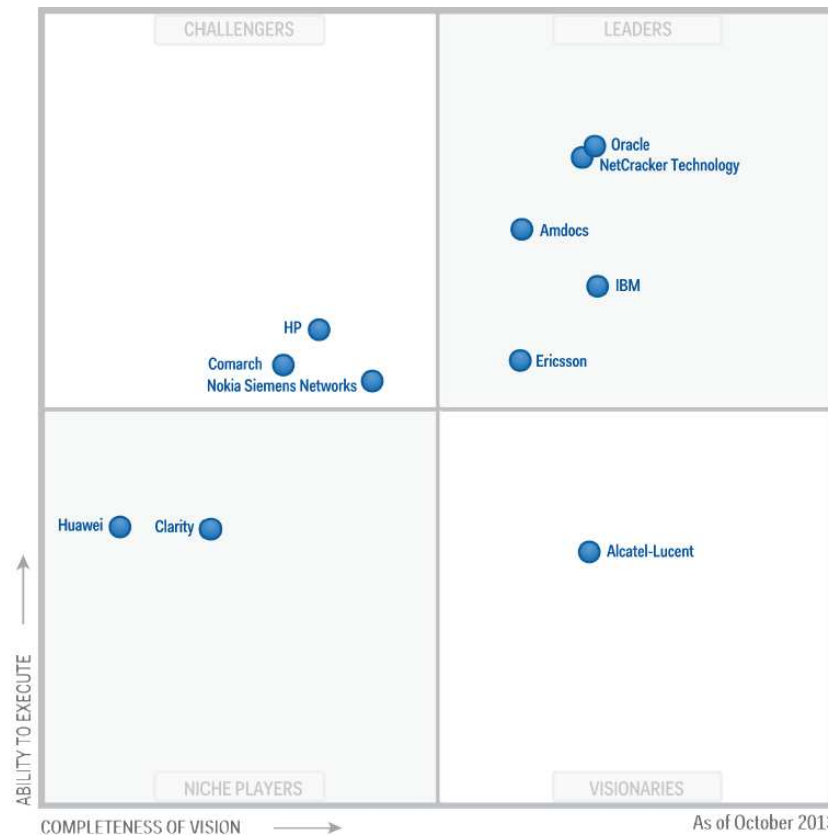 CHALLENGERS
LEADERS
Oracle
NetCracker Technology
Amdocs
IBM
HP
Ericsson
Comarch
Nokia Siemens Networks
Huawei
Clarity
Alcatel-Lucent
ABILITY TO EXECUTE
NICHE PLAYERS
VISIONARIES
COMPLETENESS OF VISION
As of October 2013